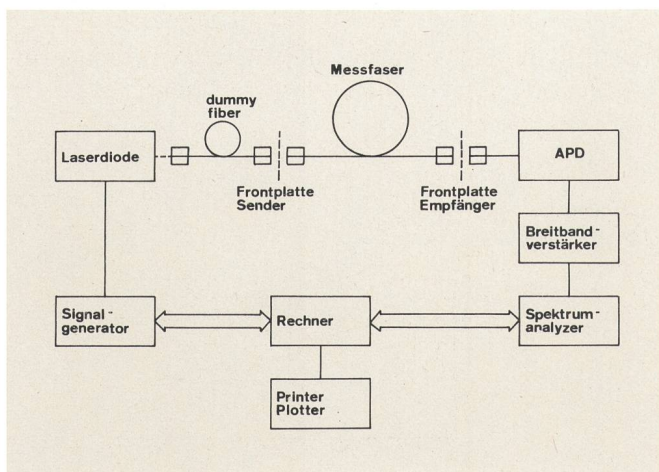 Messfaser
dummy
fiber
Laserdiode
APD
Frontplatte
Sender
Frontplatte
Empfänger
Breitband-
verstärker
Signal-
generator
Rechner
Spektrum-
analyzer
Printer
Plotter